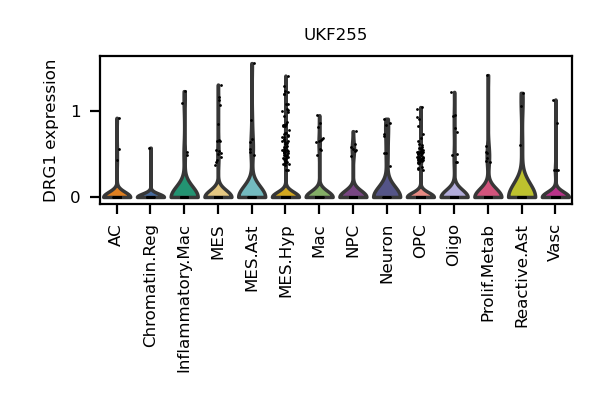 UKF255
DRG1 expression
1
0
AC
Chromatin.Reg
Inflammatory.Mac
MES
MES.Ast
MES.Hyp
Mac
NPC
Neuron
OPC
Oligo
Prolif.Metab
Reactive.Ast
Vasc